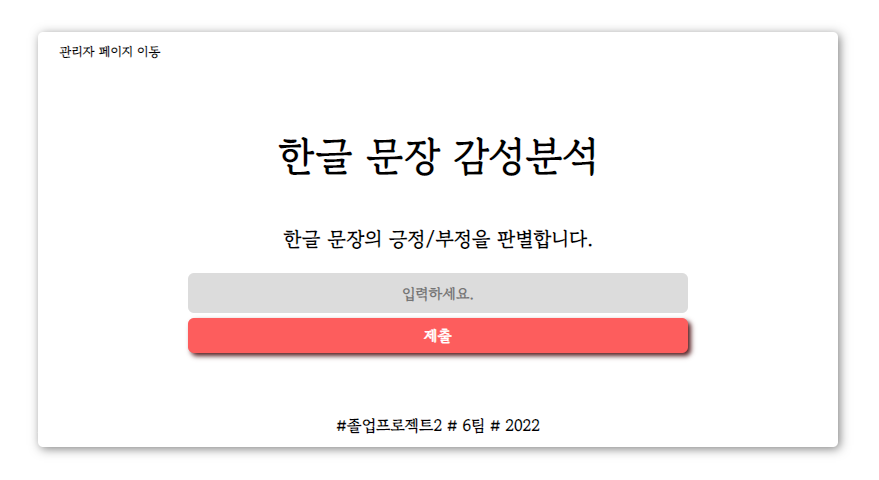 관리자 페이지 이동
한글 문장 감성분석
한글 문장의 긍정/부정을 판별합니다.
입력하세요.
제출
#졸업프로젝트2 # 6팀 # 2022